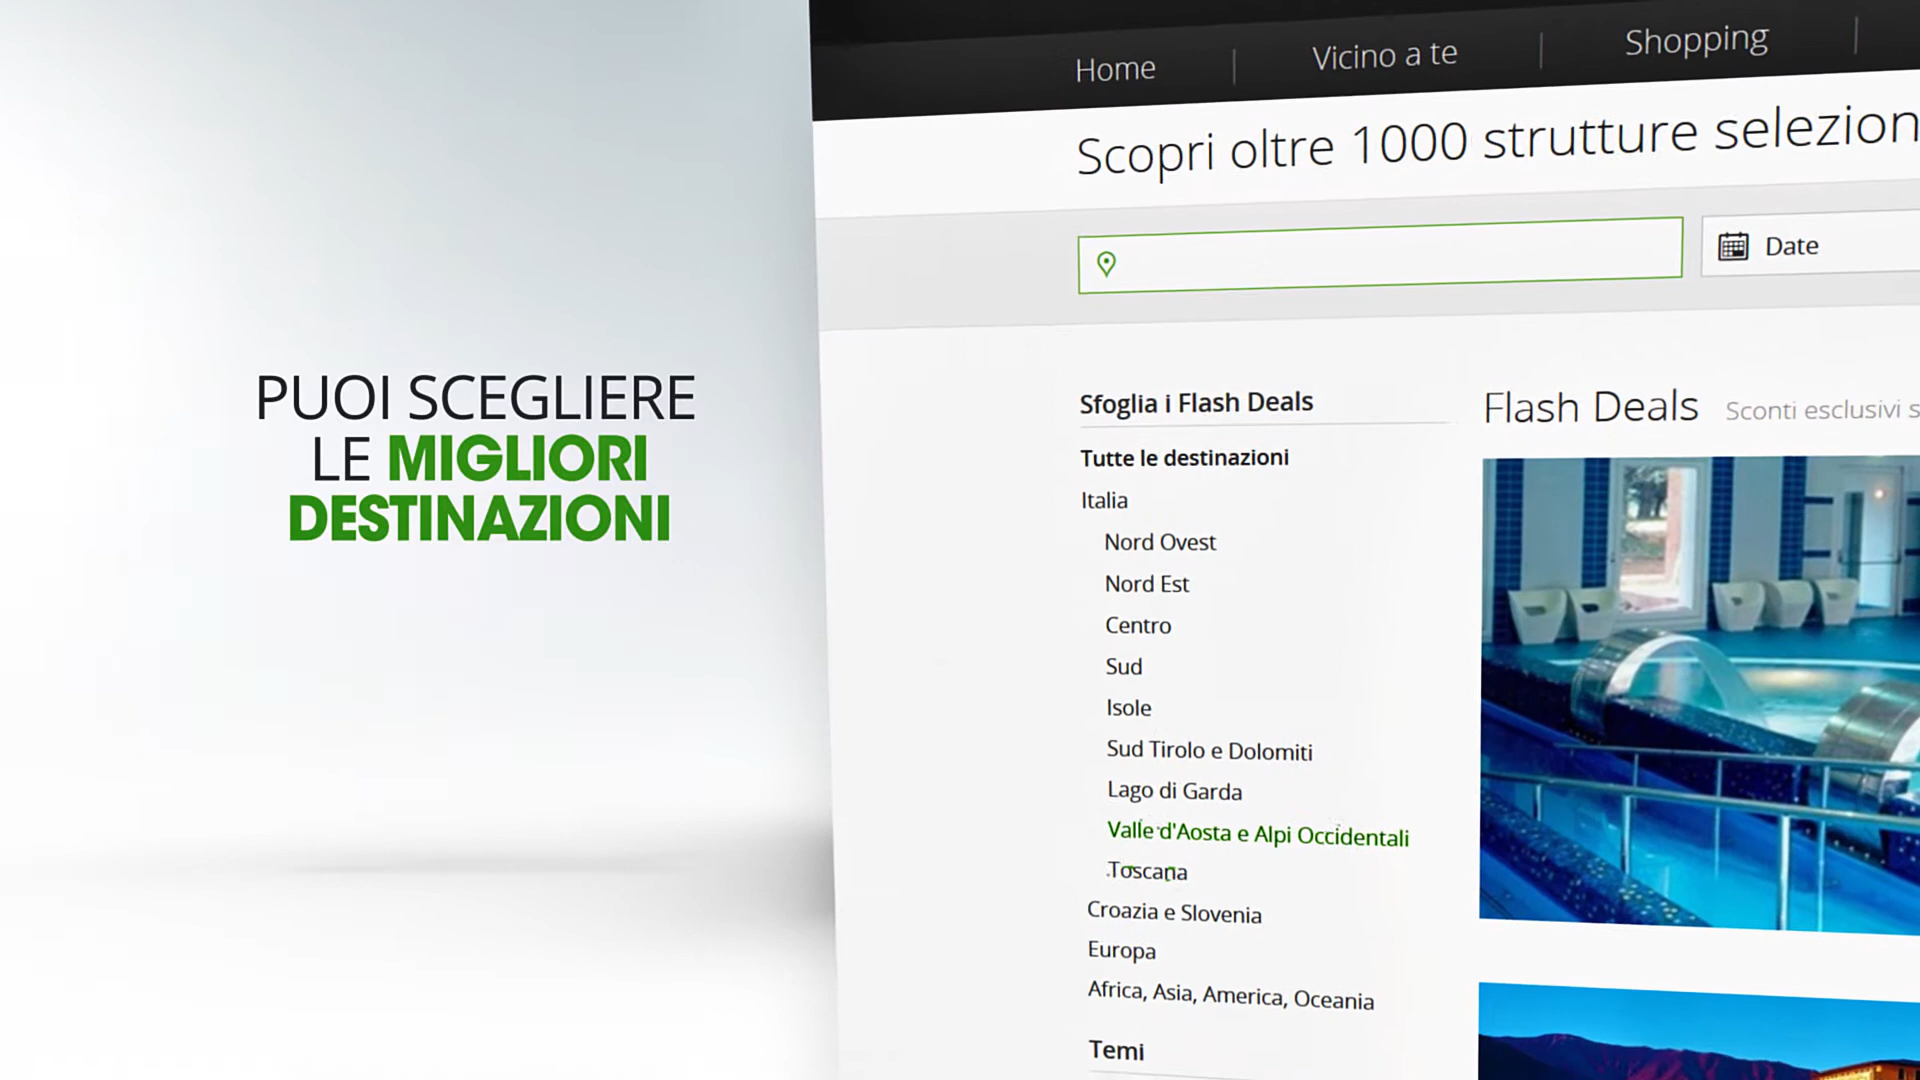 PUOI SCEGLIERE
LE MIGLIORI
DESTINAZIONI
Home
Vicino a te
Shopping
Scopri oltre 1000 strutture selezion
Date
Sfoglia i Flash Deals
Tutte le destinazioni
Italia
Nord Ovest
Nord Est
Centro
Sud
Isole
Sud Tirolo e Dolomiti
Lago di Garda
Valle d'Aosta e Alpi Occidentali
Toscana
Croazia e Slovenia
Europa
Africa, Asia, America, Oceania
Temi
Flash Deals
Sconti esclusivi s